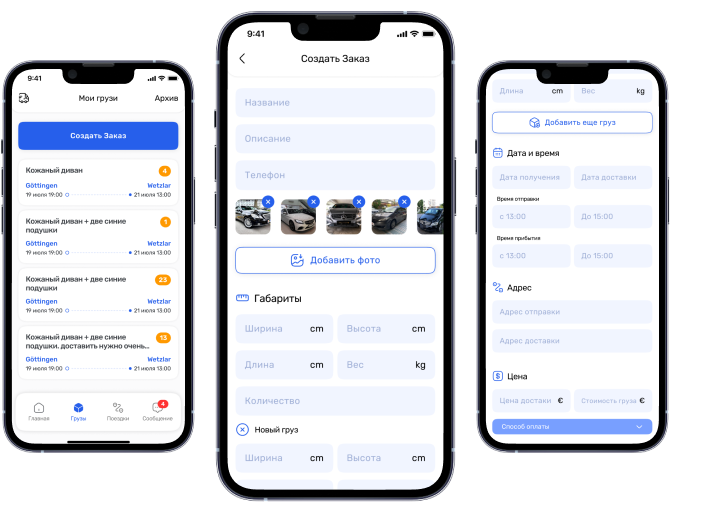 9:41
Мои грузи
Архив
Создать Заказ
Кожаный диван
4
Göttingen
Wetzlar
19 июля 19:00
21 июля 13:00
Кожаный диван + две синие
подушки
1
Göttingen
Wetzlar
19 июля 19:00
21 июля 13:00
Кожаный диван + две синие
подушки
23
Göttingen
Wetzlar
19 июля 19:00
21 июля 13:00
Кожаный диван + две синие
подушки. доставить нужно очень...
13
Göttingen
Wetzlar
19 июля 19:00
21 июля 13:00
4
Главная
Грузы
Поездки
Сообщение
9:41
Создать Заказ
Название
Описание
Телефон
Добавить фото
Габариты
Ширина cm
Высота cm
Длина cm
Вес kg
Количество
Новый груз
Ширина cm
Высота cm
Длина cm
Вес kg
Добавить еще груз
Дата и время
Дата получения
Дата доставки
Время отправки
с 13:00
До 15:00
Время прибытия
с 13:00
До 15:00
Адрес
Адрес отправки
Адрес доставки
$ Цена
Цена достаки €
Стоимость груза €
Способ оплаты